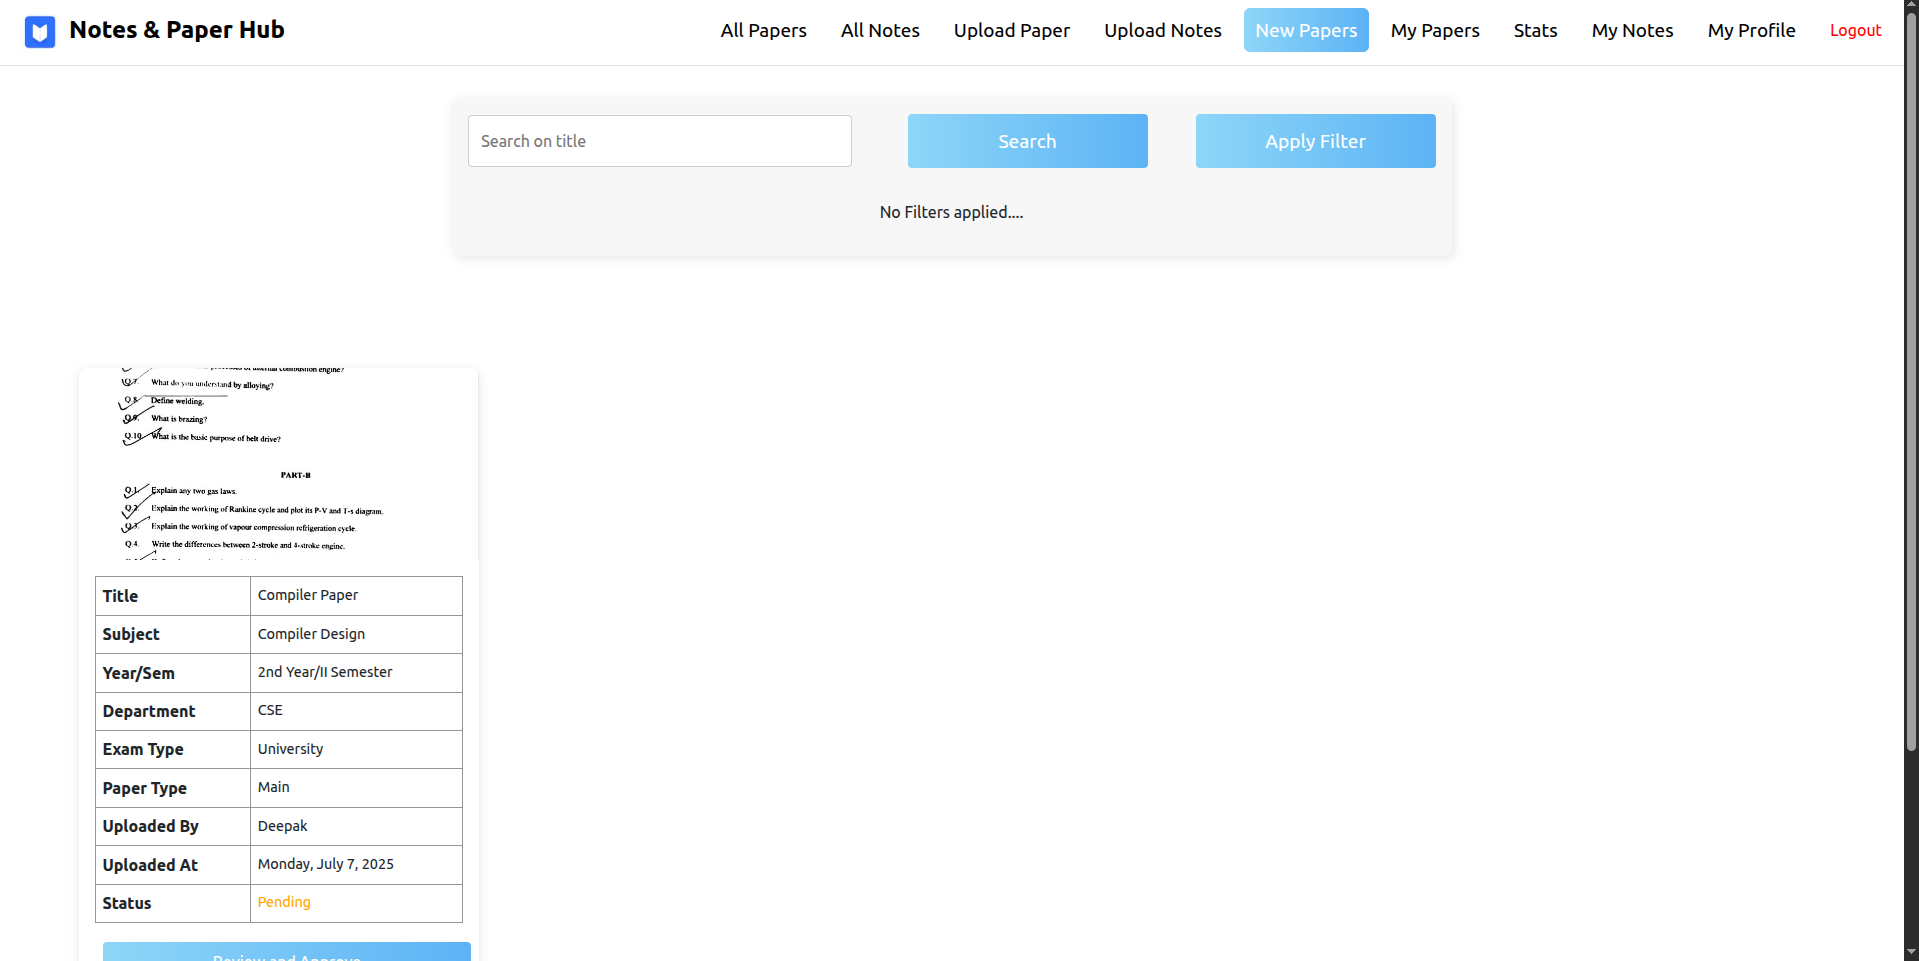 Notes & Paper Hub
All Papers
All Notes
Upload Paper
Upload Notes
New Papers
My Papers
Stats
My Notes
My Profile
Logout
Search on title
Search
Apply Filter
No Filters applied....
of internal combustion engine?
Q.7. What do you understand by alloying?
Q.8. Define welding.
Q.9. What is brazing?
Q.10 What is the basic purpose of belt drive?
PART-B
Q.1. Explain any two gas laws.
Q.2. Explain the working of Rankine cycle and plot its P-V and T-s diagram.
Q.3. Explain the working of vapour compression refrigeration cycle.
Q.4. Write the differences between 2-stroke and 4-stroke engine.
Title Compiler Paper
Subject Compiler Design
Year/Sem 2nd Year/II Semester
Department CSE
Exam Type University
Paper Type Main
Uploaded By Deepak
Uploaded At Monday, July 7, 2025
Status Pending
Review and Approve